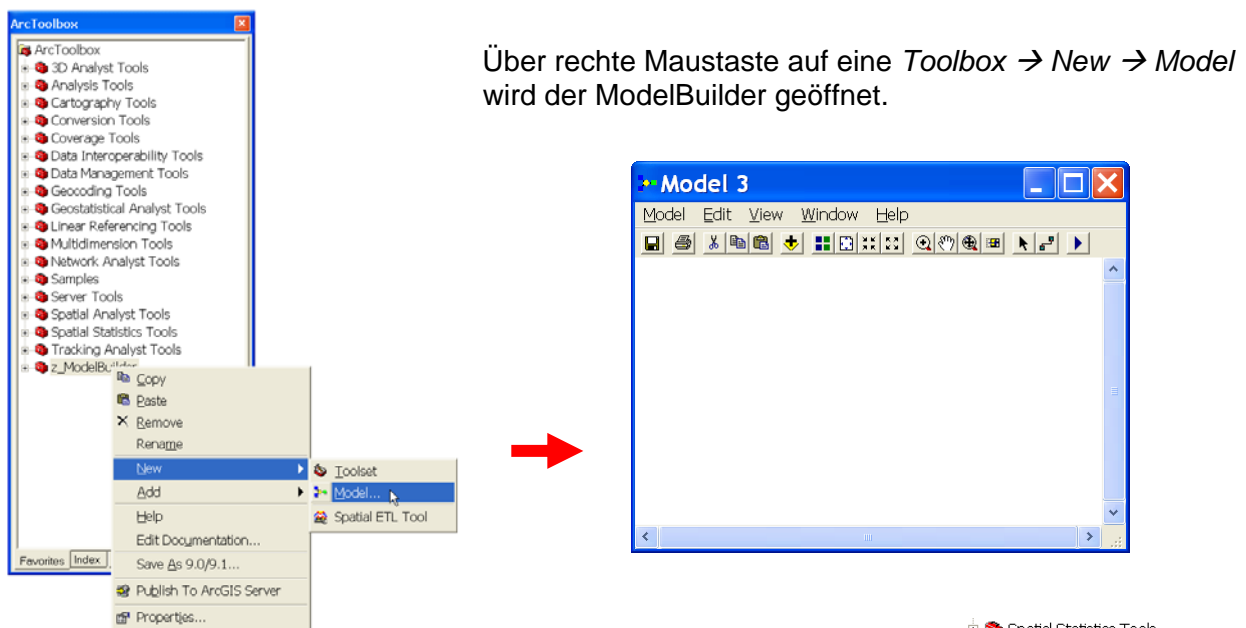 ArcToolbox
ArcToolbox
3D Analyst Tools
Analysis Tools
Cartography Tools
Conversion Tools
Coverage Tools
Data Interoperability Tools
Data Management Tools
Geocoding Tools
Geostatistical Analyst Tools
Linear Referencing Tools
Multidimension Tools
Network Analyst Tools
Samples
Server Tools
Spatial Analyst Tools
Spatial Statistics Tools
Tracking Analyst Tools
z_ModelBuilder
Favorites Index
Copy
Paste
Remove
Rename
New
Add
Help
Edit Documentation...
Save As 9.0/9.1...
Publish To ArcGIS Server
Properties...
Toolset
Model...
Spatial ETL Tool
Über rechte Maustaste auf eine Toolbox → New → Model
wird der ModelBuilder geöffnet.
Model 3
Model Edit View Window Help
Spatial Statistics Tools